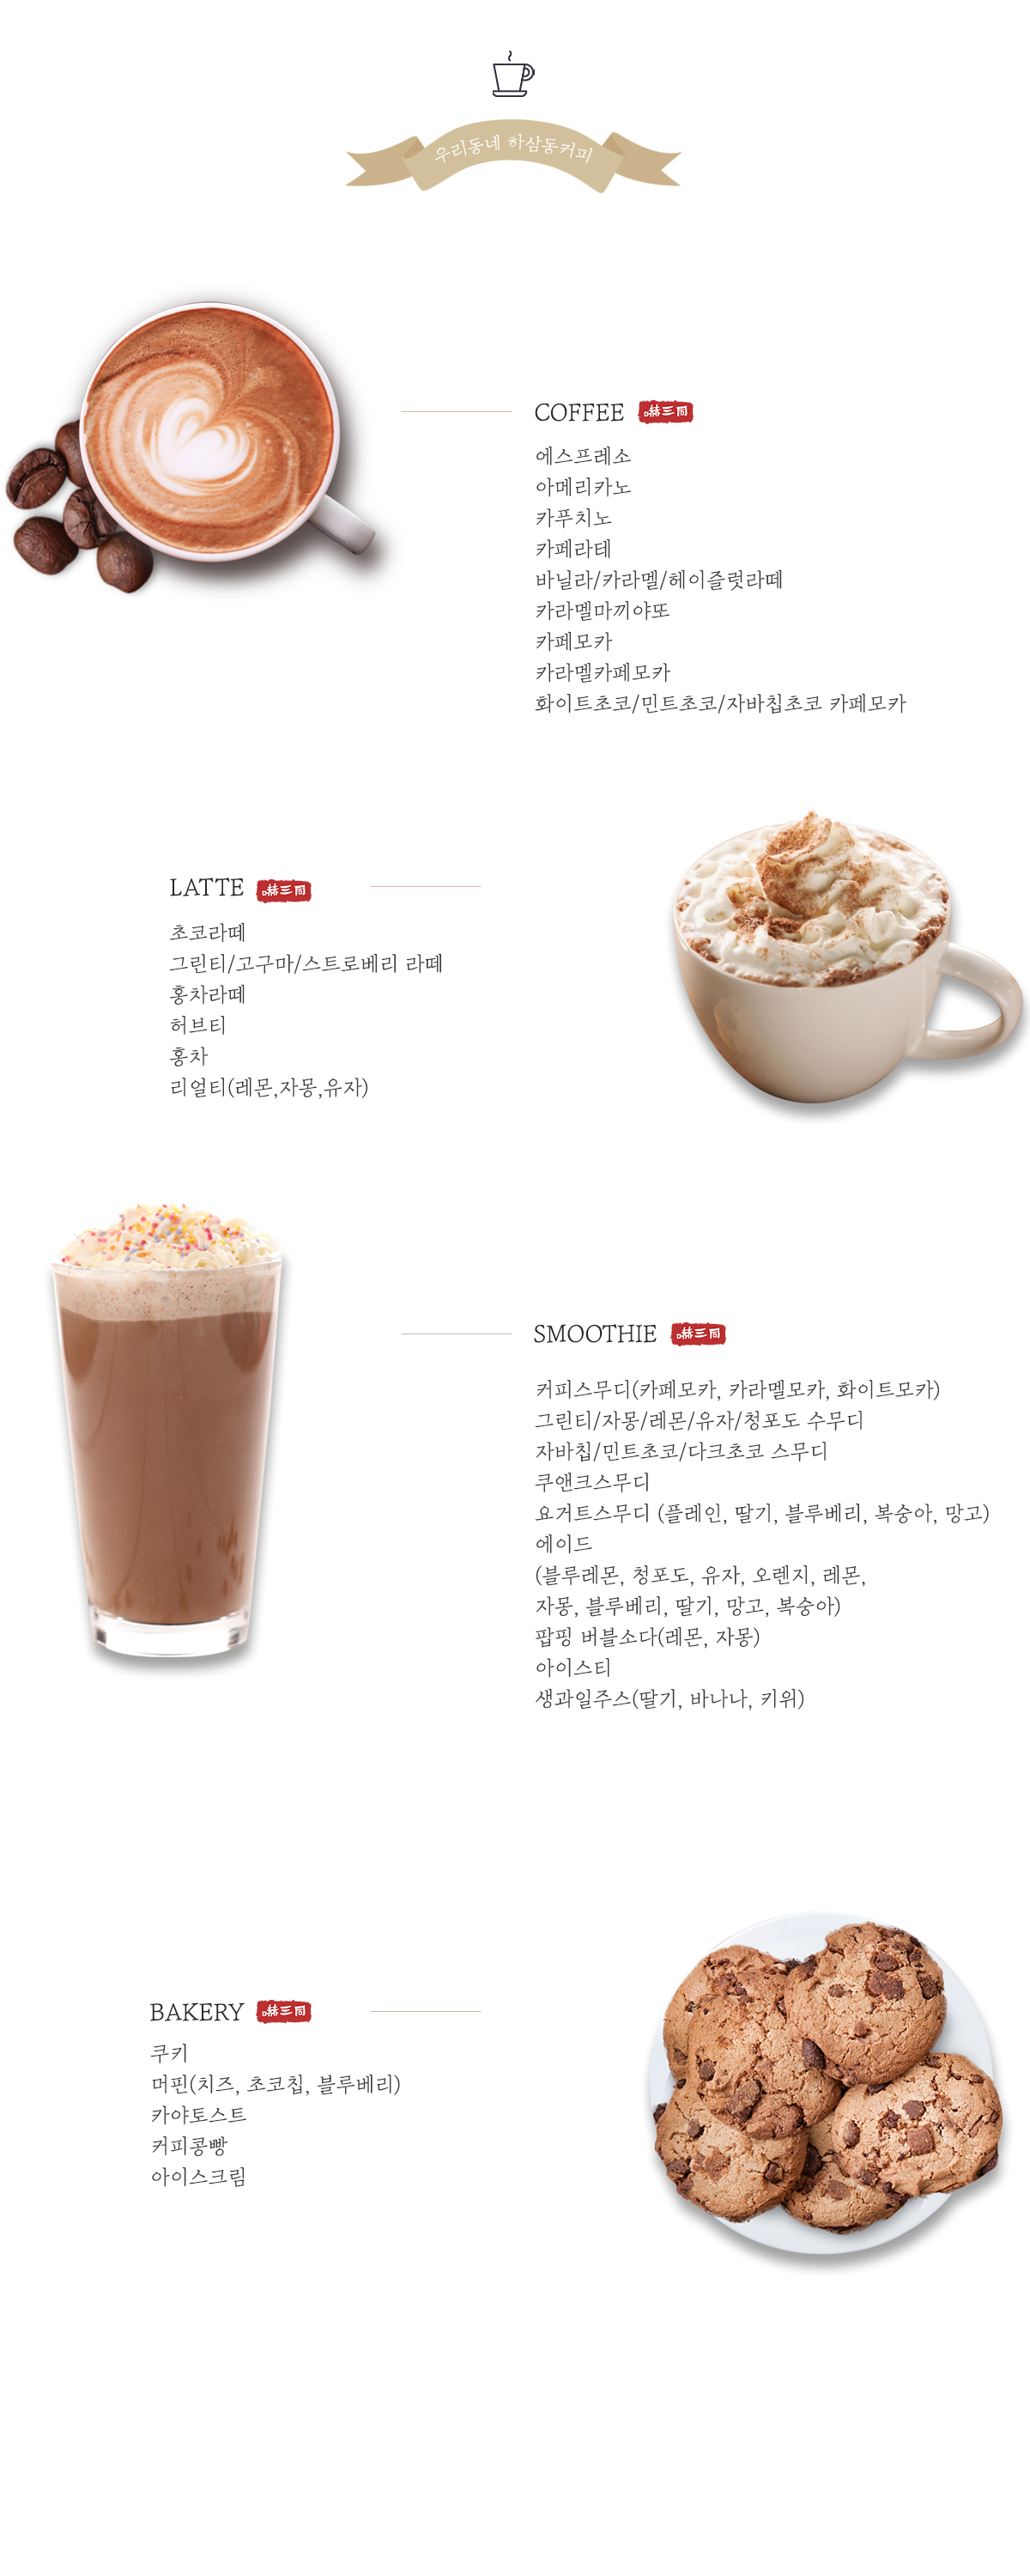 우리동네 하삼동커피
COFFEE
에스프레소
아메리카노
카푸치노
카페라테
바닐라/카라멜/헤이즐럿라떼
카라멜마끼야또
카페모카
카라멜카페모카
화이트초코/민트초코/자바칩초코 카페모카
LATTE
초코라떼
그린티/고구마/스트로베리 라떼
홍차라떼
허브티
홍차
리얼티(레몬,자몽,유자)
SMOOTHIE
커피스무디(카페모카, 카라멜모카, 화이트모카)
그린티/자몽/레몬/유자/청포도 수무디
자바칩/민트초코/다크초코 스무디
쿠앤크스무디
요거트스무디 (플레인, 딸기, 블루베리, 복숭아, 망고)
에이드
(블루레몬, 청포도, 유자, 오렌지, 레몬,
자몽, 블루베리, 딸기, 망고, 복숭아)
팝핑 버블소다(레몬, 자몽)
아이스티
생과일주스(딸기, 바나나, 키위)
BAKERY
쿠키
머핀(치즈, 초코칩, 블루베리)
카야토스트
커피콩빵
아이스크림